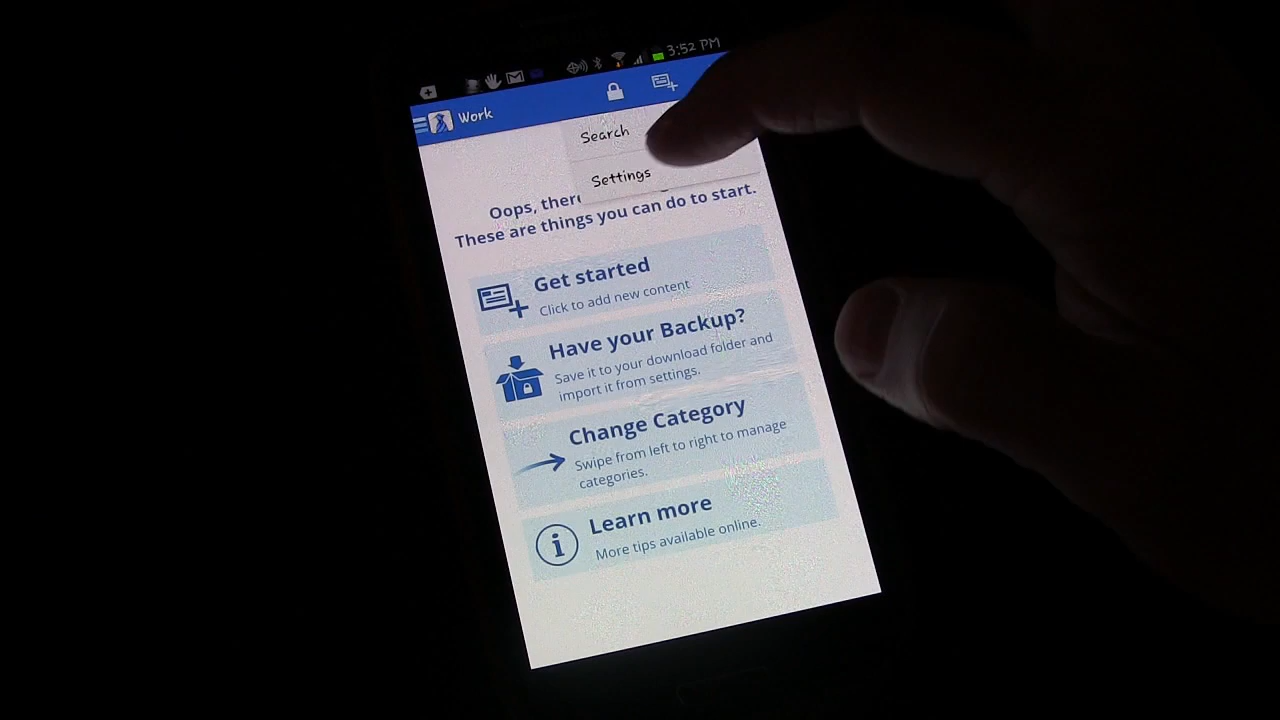 3:52 PM
Work
Search
Settings
Oops,
These are things you can do to start.
Get started
Click to add new content
Have your Backup?
Save it to your download folder and
import it from settings.
Change Category
Swipe from left to right to manage
categories.
Learn more
More tips available online.